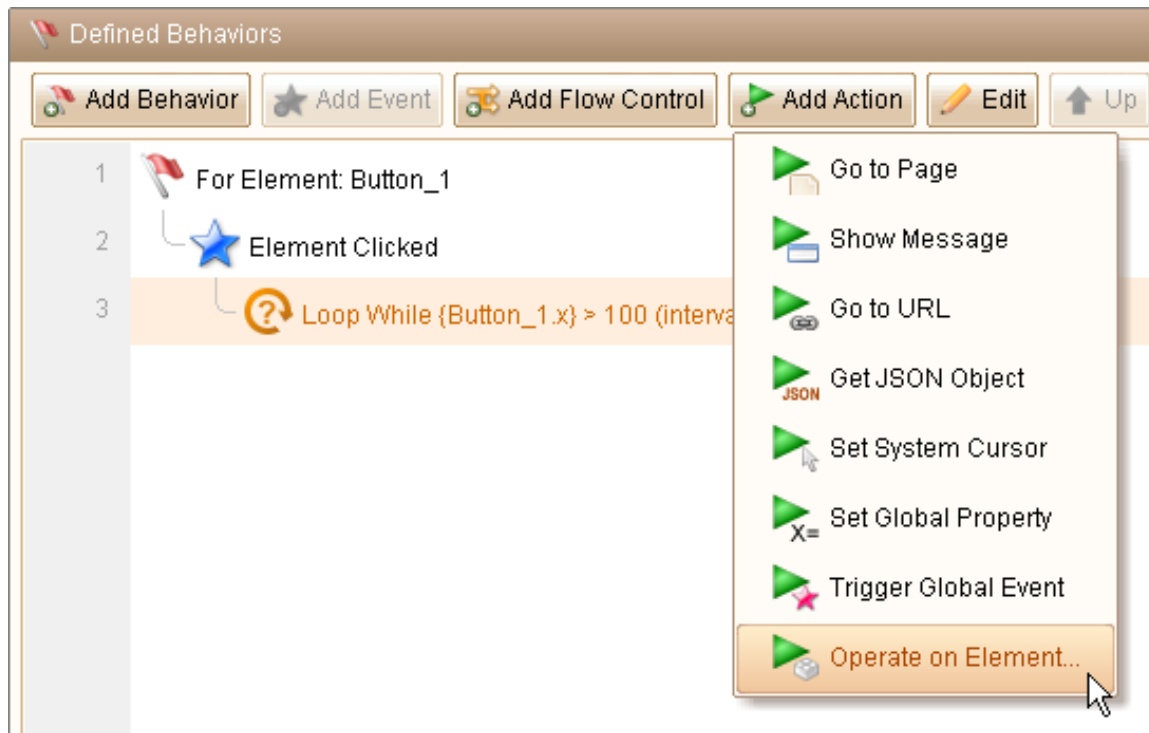 Defined Behaviors
Add Behavior Add Event Add Flow Control Add Action Edit Up
1 For Element: Button_1
2 Element Clicked
3 Loop While {Button_1.x} > 100 (interva
Go to Page
Show Message
Go to URL
JSON Get JSON Object
Set System Cursor
X= Set Global Property
Trigger Global Event
Operate on Element...